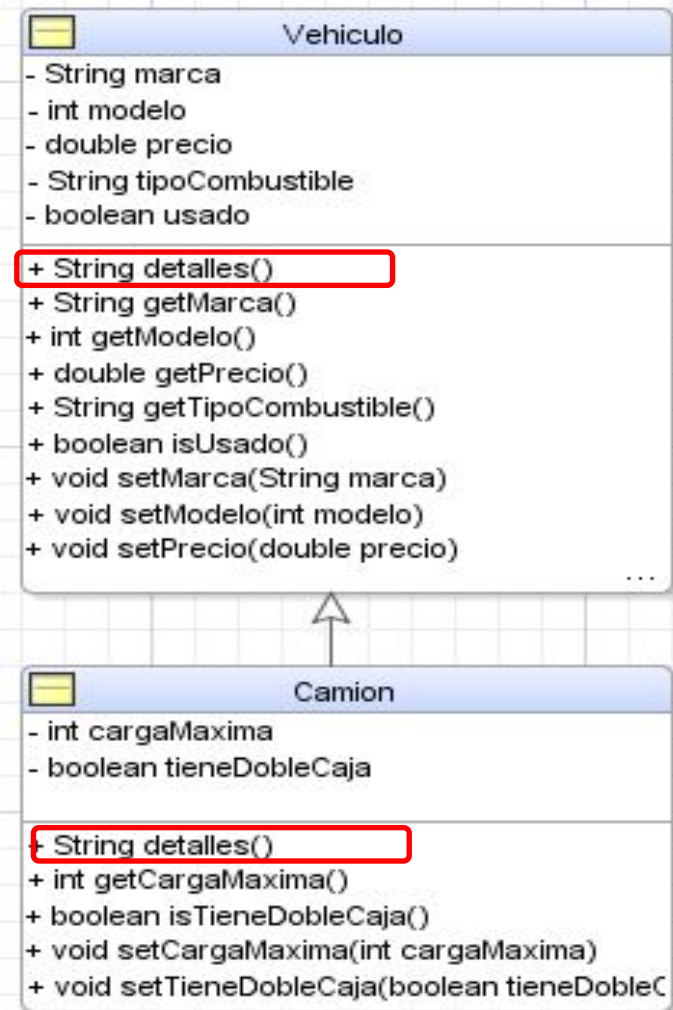 Vehiculo
- String marca
- int modelo
- double precio
- String tipoCombustible
- boolean usado
+ String detalles()
+ String getMarca()
+ int getModelo()
+ double getPrecio()
+ String getTipoCombustible()
+ boolean isUsado()
+ void setMarca(String marca)
+ void setModelo(int modelo)
+ void setPrecio(double precio)
...
Camion
- int cargaMaxima
- boolean tieneDobleCaja
+ String detalles()
+ int getCargaMaxima()
+ boolean isTieneDobleCaja()
+ void setCargaMaxima(int cargaMaxima)
+ void setTieneDobleCaja(boolean tieneDobleC